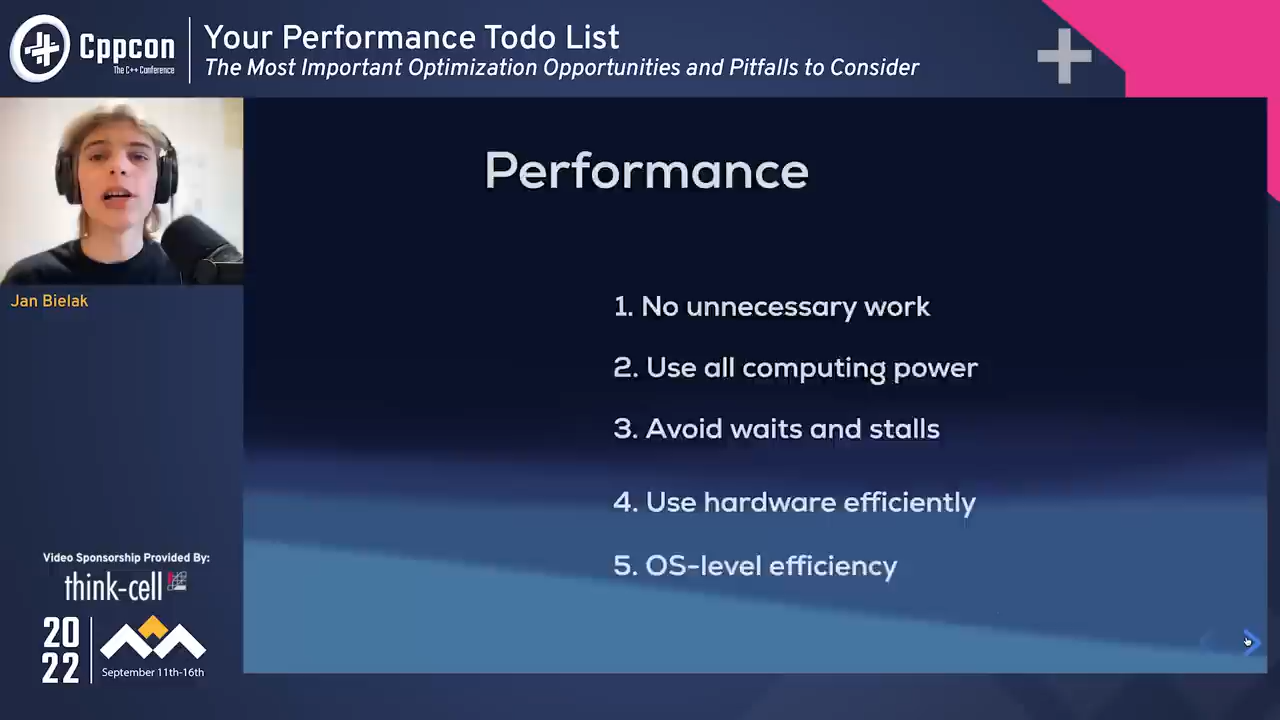 Cppcon
The C++ Conference
Your Performance Todo List
The Most Important Optimization Opportunities and Pitfalls to Consider
Jan Bielak
Performance
1. No unnecessary work
2. Use all computing power
3. Avoid waits and stalls
4. Use hardware efficiently
5. OS-level efficiency
Video Sponsorship Provided By:
think-cell
20
22
September 11th-16th